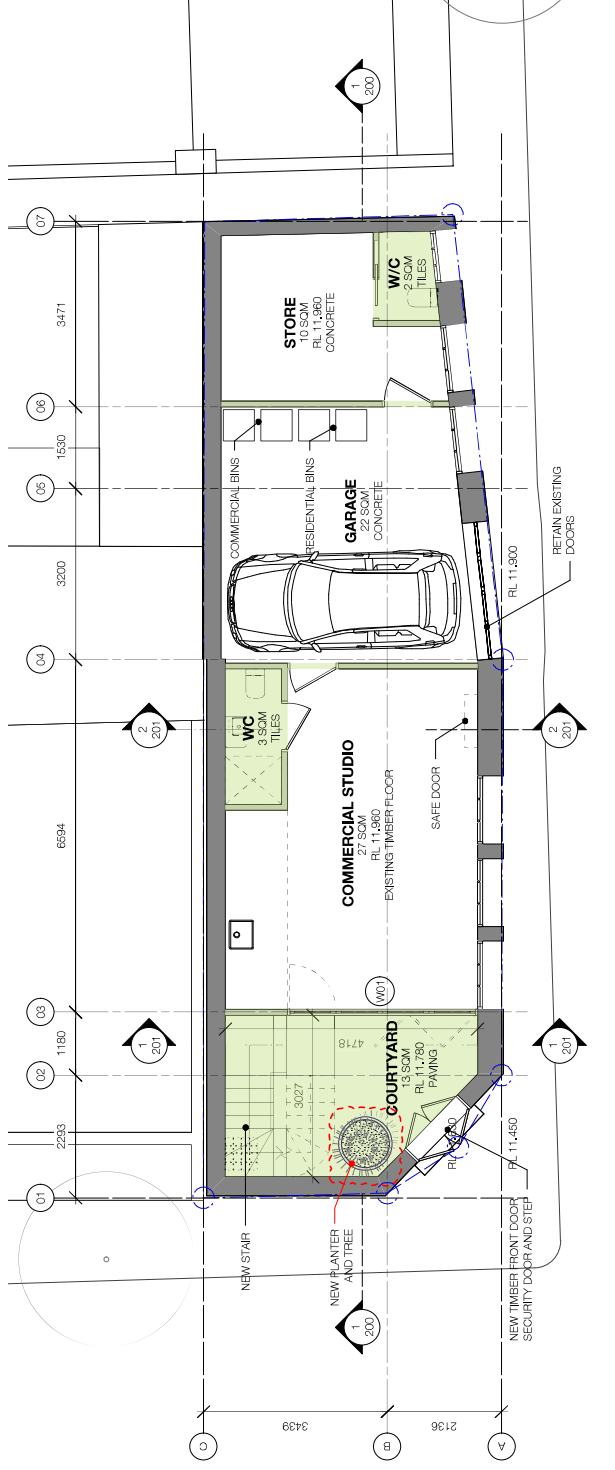 07
3471
06
1530
05
3200
04
6594
03
1180
02
2293
01
1
200
STORE
10 SQM
RL 11.960
CONCRETE
W/C
2 SQM
TILES
COMMERCIAL BINS
RESIDENTIAL BINS
GARAGE
22 SQM
CONCRETE
RL 11.900
RETAIN EXISTING
DOORS
2
201
WC
3 SQM
TILES
COMMERCIAL STUDIO
27 SQM
RL 11.960
EXISTING TIMBER FLOOR
SAFE DOOR
2
201
W01
1
201
4718
3027
COURTYARD
13 SQM
RL 11.780
PAVING
1
201
RL 11.450
NEW STAIR
NEW PLANTER
AND TREE
NEW TIMBER FRONT DOOR,
SECURITY DOOR AND STEP
1
200
3439
2136
C
B
A